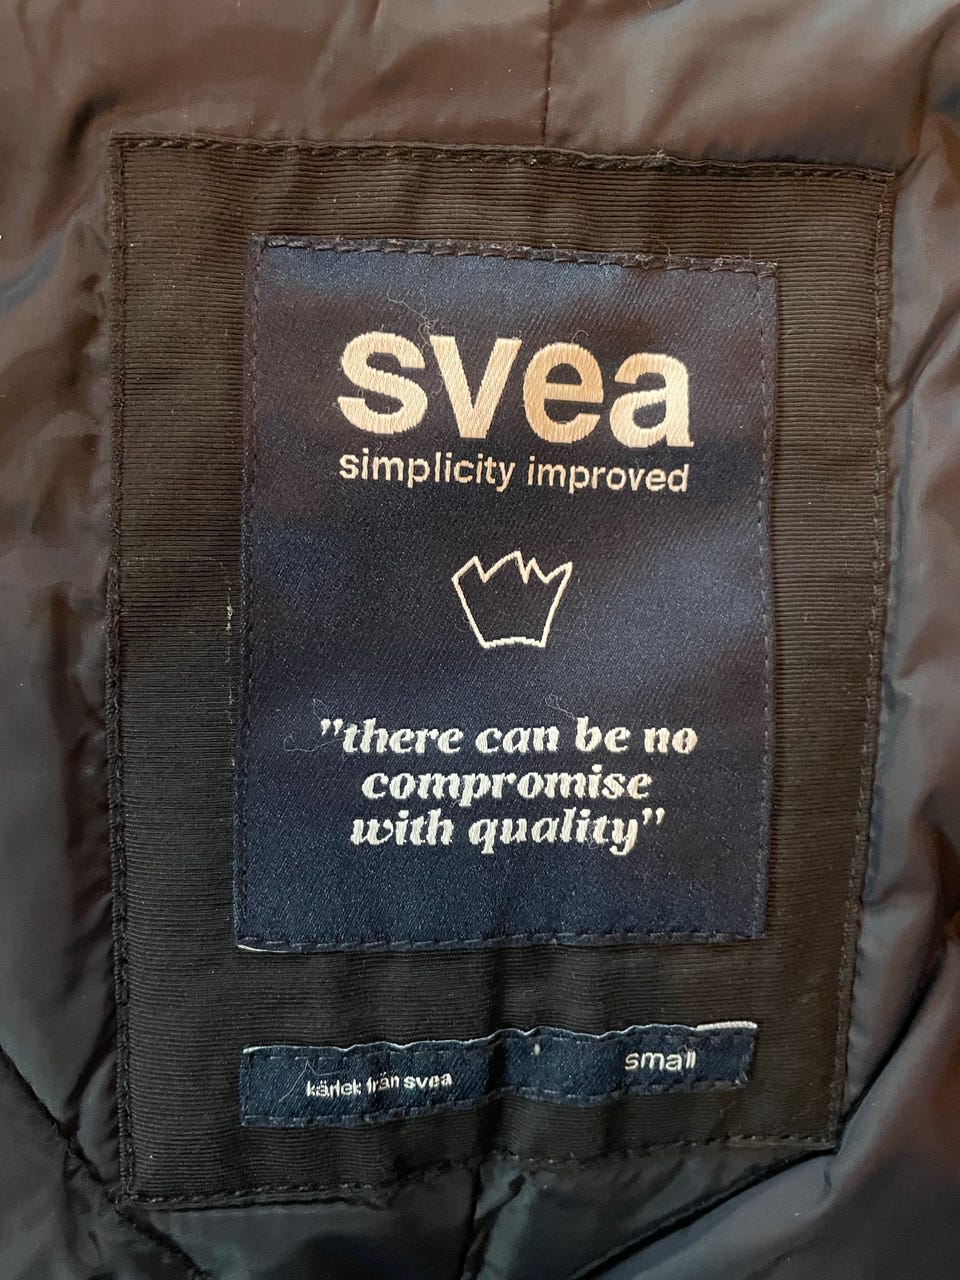 svea
simplicity improved
"there can be no
compromise
with quality"
kärlek från svea
small